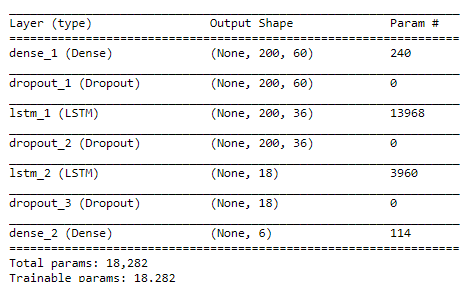 Layer (type) Output Shape Param #
=================================================================
dense_1 (Dense) (None, 200, 60) 240
dropout_1 (Dropout) (None, 200, 60) 0
lstm_1 (LSTM) (None, 200, 36) 13968
dropout_2 (Dropout) (None, 200, 36) 0
lstm_2 (LSTM) (None, 18) 3960
dropout_3 (Dropout) (None, 18) 0
dense_2 (Dense) (None, 6) 114
=================================================================
Total params: 18,282
Trainable params: 18,282